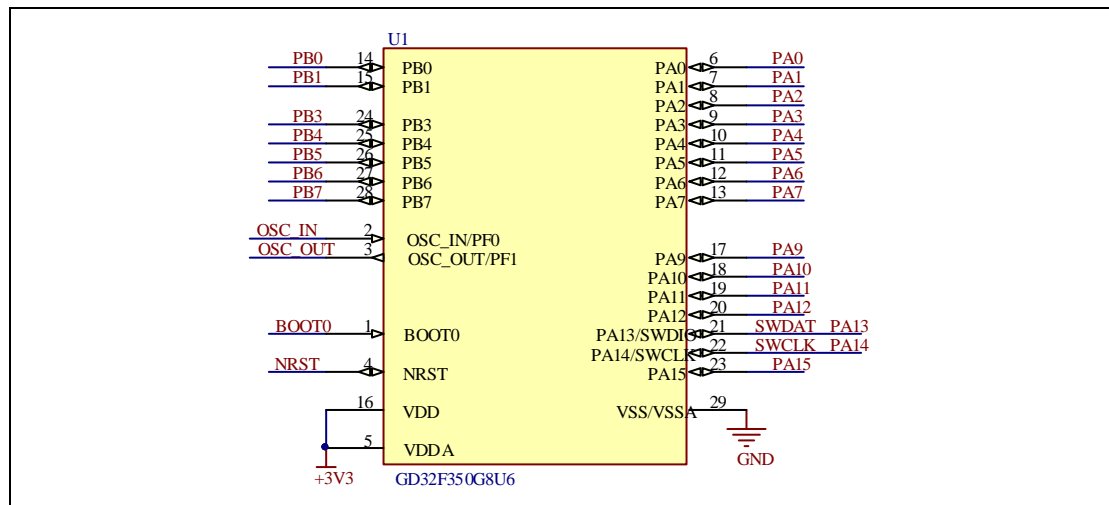 U1
PB0 14 PB0 PA0 6 PA0
PB1 15 PB1 PA1 7 PA1
PA2 8 PA2
PB3 24 PB3 PA3 9 PA3
PB4 25 PB4 PA4 10 PA4
PB5 26 PB5 PA5 11 PA5
PB6 27 PB6 PA6 12 PA6
PB7 28 PB7 PA7 13 PA7
OSC_IN 2 OSC_IN/PF0
OSC_OUT 3 OSC_OUT/PF1 PA9 17 PA9
PA10 18 PA10
PA11 19 PA11
PA12 20 PA12
BOOT0 1 BOOT0 PA13/SWDIO 21 SWDAT PA13
PA14/SWCLK 22 SWCLK PA14
NRST 4 NRST PA15 23 PA15
16 VDD VSS/VSSA 29
5 VDDA
GND
+3V3
GD32F350G8U6